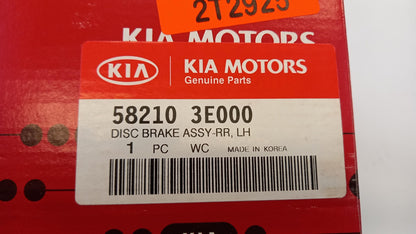 2T2925
KIA MOTORS
KIA KIA MOTORS
Genuine Parts
58210 3E000
DISC BRAKE ASSY-RR, LH
1 PC WC MADE IN KOREA
KIA